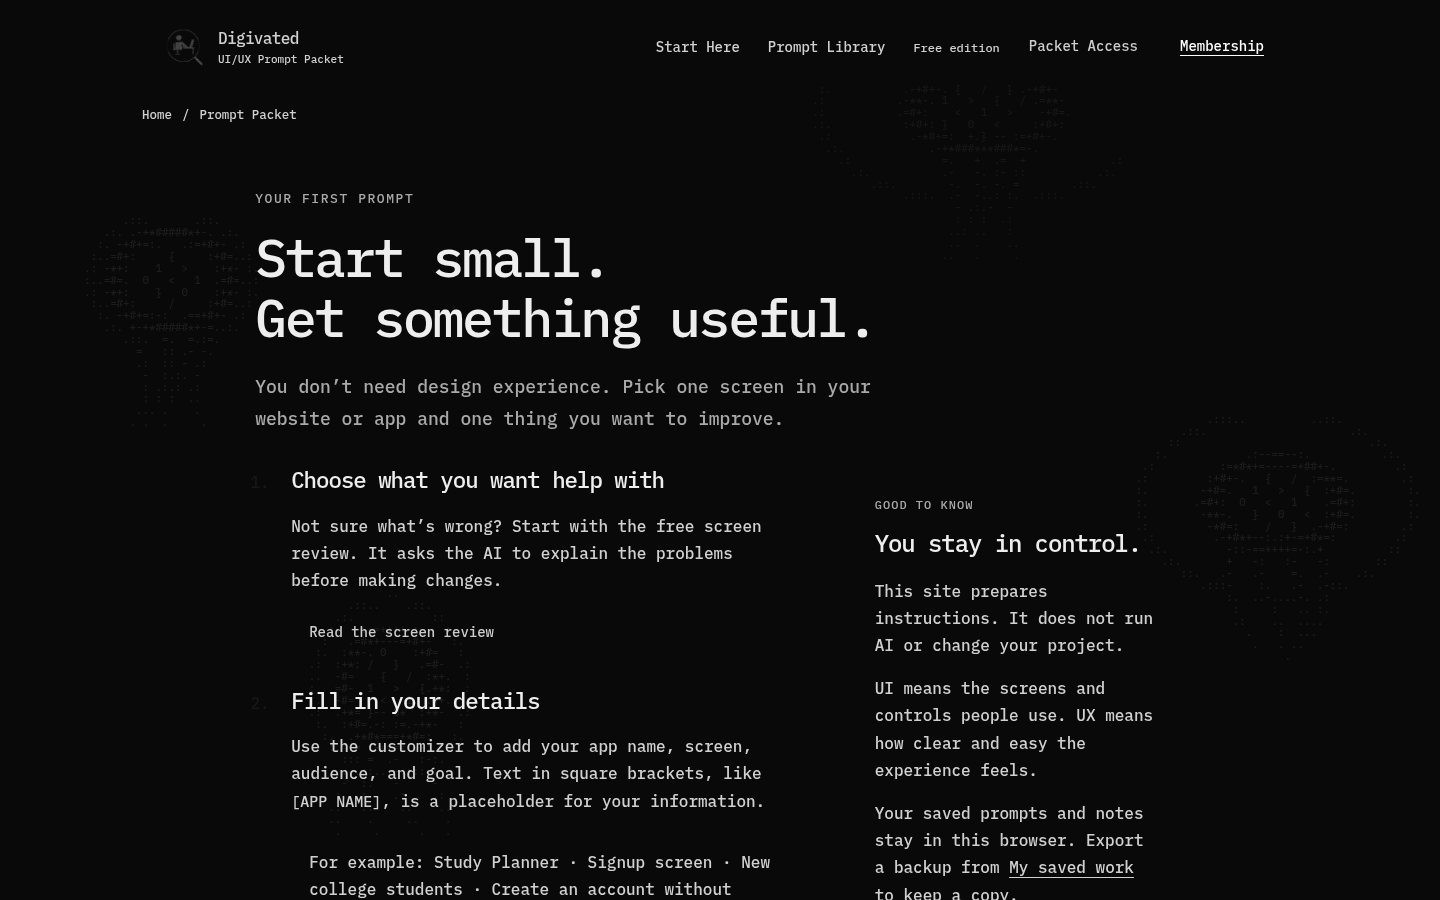 Digivated
UI/UX Prompt Packet
Start Here
Prompt Library
Free edition
Packet Access
Membership
Home / Prompt Packet
YOUR FIRST PROMPT
Start small.
Get something useful.
You don’t need design experience. Pick one screen in your
website or app and one thing you want to improve.
1. Choose what you want help with
Not sure what’s wrong? Start with the free screen
review. It asks the AI to explain the problems
before making changes.
Read the screen review
2. Fill in your details
Use the customizer to add your app name, screen,
audience, and goal. Text in square brackets, like
[APP NAME], is a placeholder for your information.
For example: Study Planner · Signup screen · New
college students · Create an account without
GOOD TO KNOW
You stay in control.
This site prepares
instructions. It does not run
AI or change your project.
UI means the screens and
controls people use. UX means
how clear and easy the
experience feels.
Your saved prompts and notes
stay in this browser. Export
a backup from My saved work
to keep a copy.